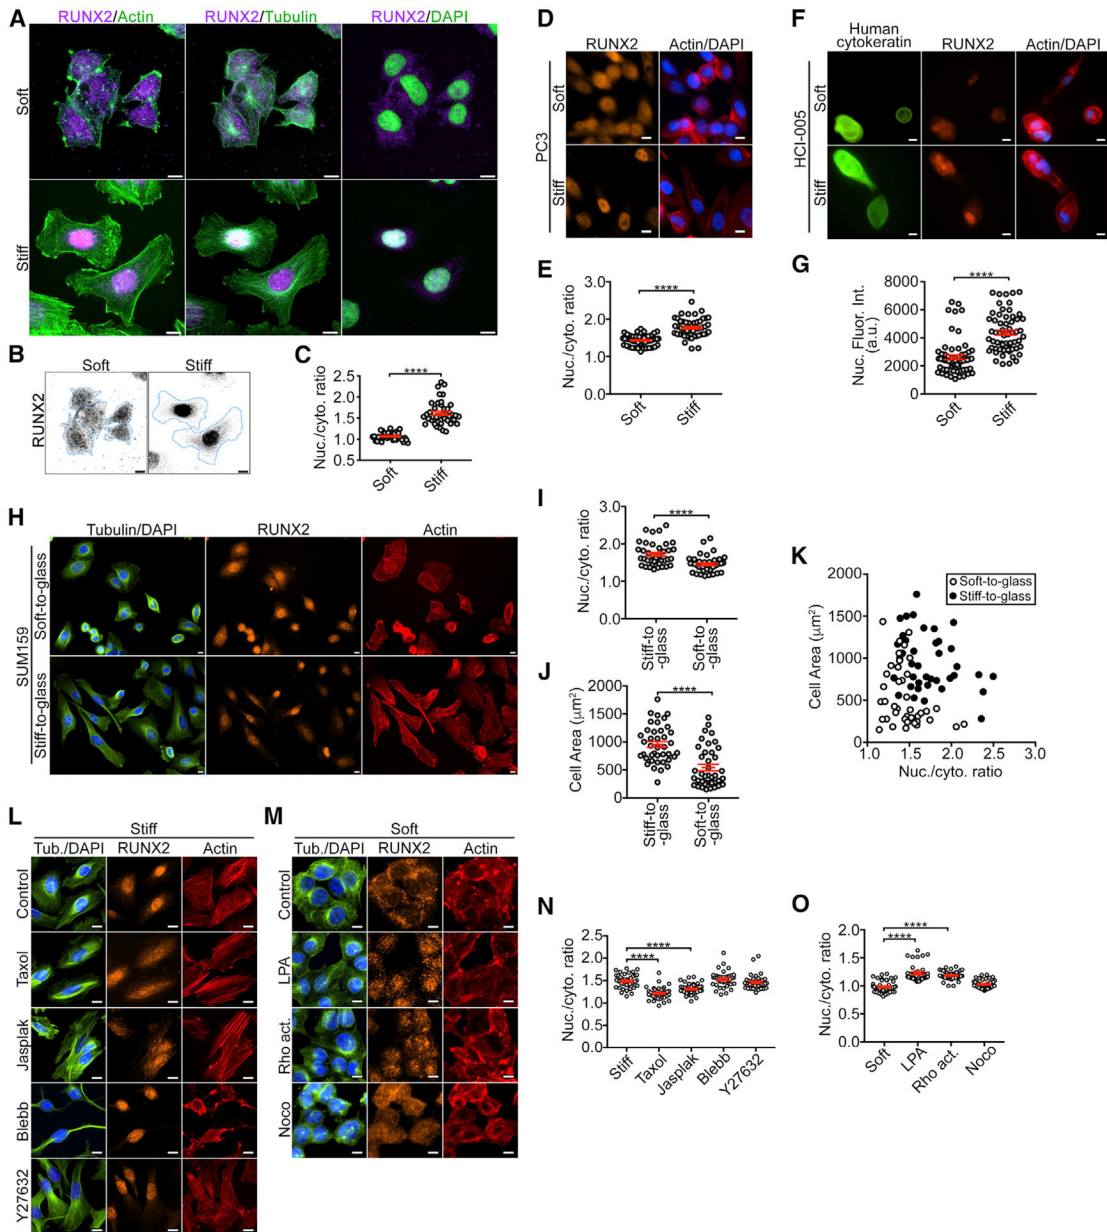 A
RUNX2/Actin RUNX2/Tubulin RUNX2/DAPI
Soft
Stiff
B
Soft Stiff
RUNX2
C
Nuc./cyto. ratio
2.5
2.0
1.5
1.0
0.5
****
Soft Stiff
D
RUNX2 Actin/DAPI
PC3
Soft
Stiff
E
Nuc./cyto. ratio
3.0
2.0
1.0
0.0
****
Soft Stiff
F
Human cytokeratin RUNX2 Actin/DAPI
HCI-005
Soft
Stiff
G
Nuc. Fluor. Int.
(a.u.)
8000
6000
4000
2000
0
****
Soft Stiff
H
Tubulin/DAPI RUNX2 Actin
SUM159
Soft-to-glass
Stiff-to-glass
I
Nuc./cyto. ratio
3.0
2.0
1.0
0.0
****
Stiff-to
-glass
Soft-to
-glass
J
Cell Area (µm²)
2000
1500
1000
500
0
****
Stiff-to
-glass
Soft-to
-glass
K
Cell Area (µm²)
2000
1500
1000
500
0
Soft-to-glass
Stiff-to-glass
1.0 1.5 2.0 2.5 3.0
Nuc./cyto. ratio
L
Stiff
Tub./DAPI RUNX2 Actin
Control
Taxol
Jasplak
Blebb
Y27632
M
Soft
Tub./DAPI RUNX2 Actin
Control
LPA
Rho act.
Noco
N
Nuc./cyto. ratio
2.5
2.0
1.5
1.0
0.5
0
****
****
Stiff Taxol Jasplak Blebb Y27632
O
Nuc./cyto. ratio
2.0
1.5
1.0
0.5
0.0
****
****
Soft LPA Rho act. Noco